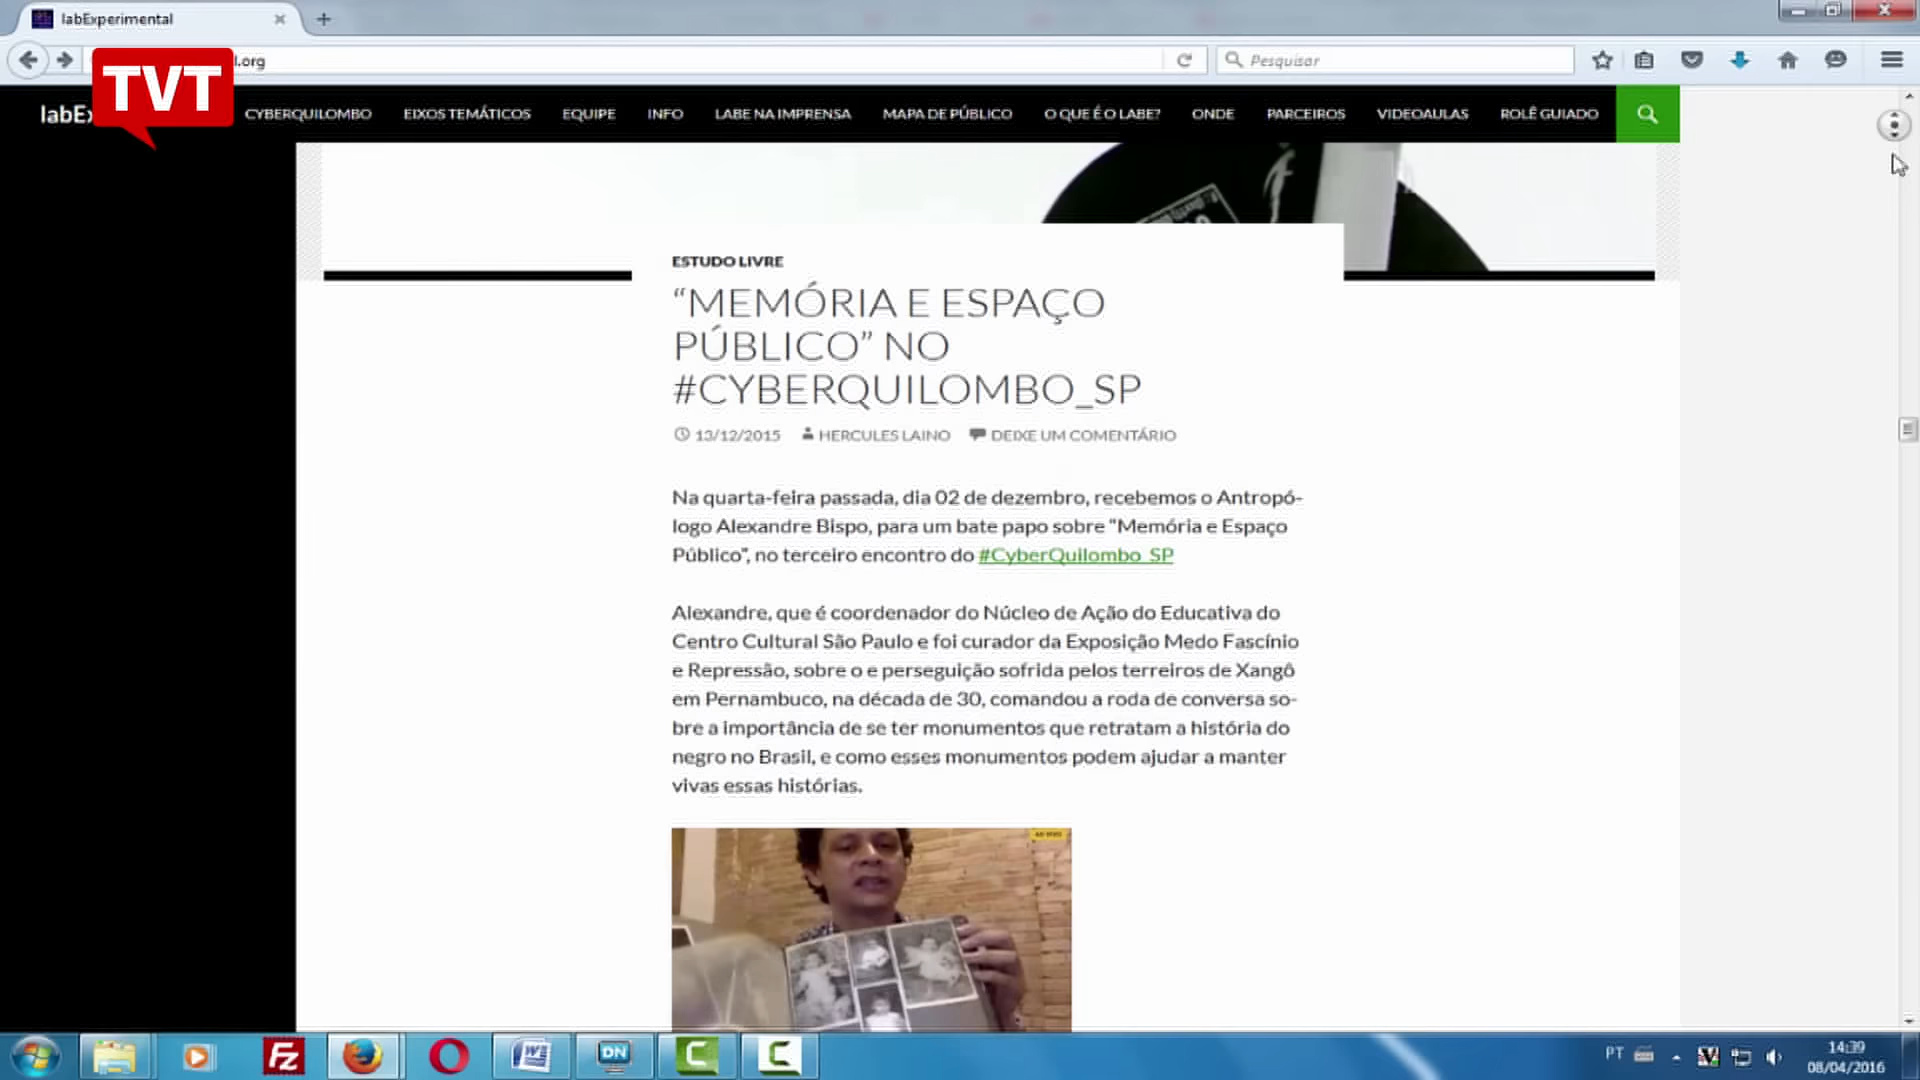 labExperimental
l.org
Pesquisar
TVT
labEx
CYBERQUILOMBO
EIXOS TEMÁTICOS
EQUIPE
INFO
LABE NA IMPRENSA
MAPA DE PÚBLICO
O QUE É O LABE?
ONDE
PARCEIROS
VIDEOAULAS
ROLÊ GUIADO
ESTUDO LIVRE
“MEMÓRIA E ESPAÇO
PÚBLICO” NO
#CYBERQUILOMBO_SP
13/12/2015 HERCULES LAINO DEIXE UM COMENTÁRIO
Na quarta-feira passada, dia 02 de dezembro, recebemos o Antropó-
logo Alexandre Bispo, para um bate papo sobre “Memória e Espaço
Público”, no terceiro encontro do #CyberQuilombo_SP
Alexandre, que é coordenador do Núcleo de Ação do Educativa do
Centro Cultural São Paulo e foi curador da Exposição Medo Fascínio
e Repressão, sobre o e perseguição sofrida pelos terreiros de Xangô
em Pernambuco, na década de 30, comandou a roda de conversa so-
bre a importância de se ter monumentos que retratam a história do
negro no Brasil, e como esses monumentos podem ajudar a manter
vivas essas histórias.
FZ
W
DN
C
C
PT
14:39
08/04/2016